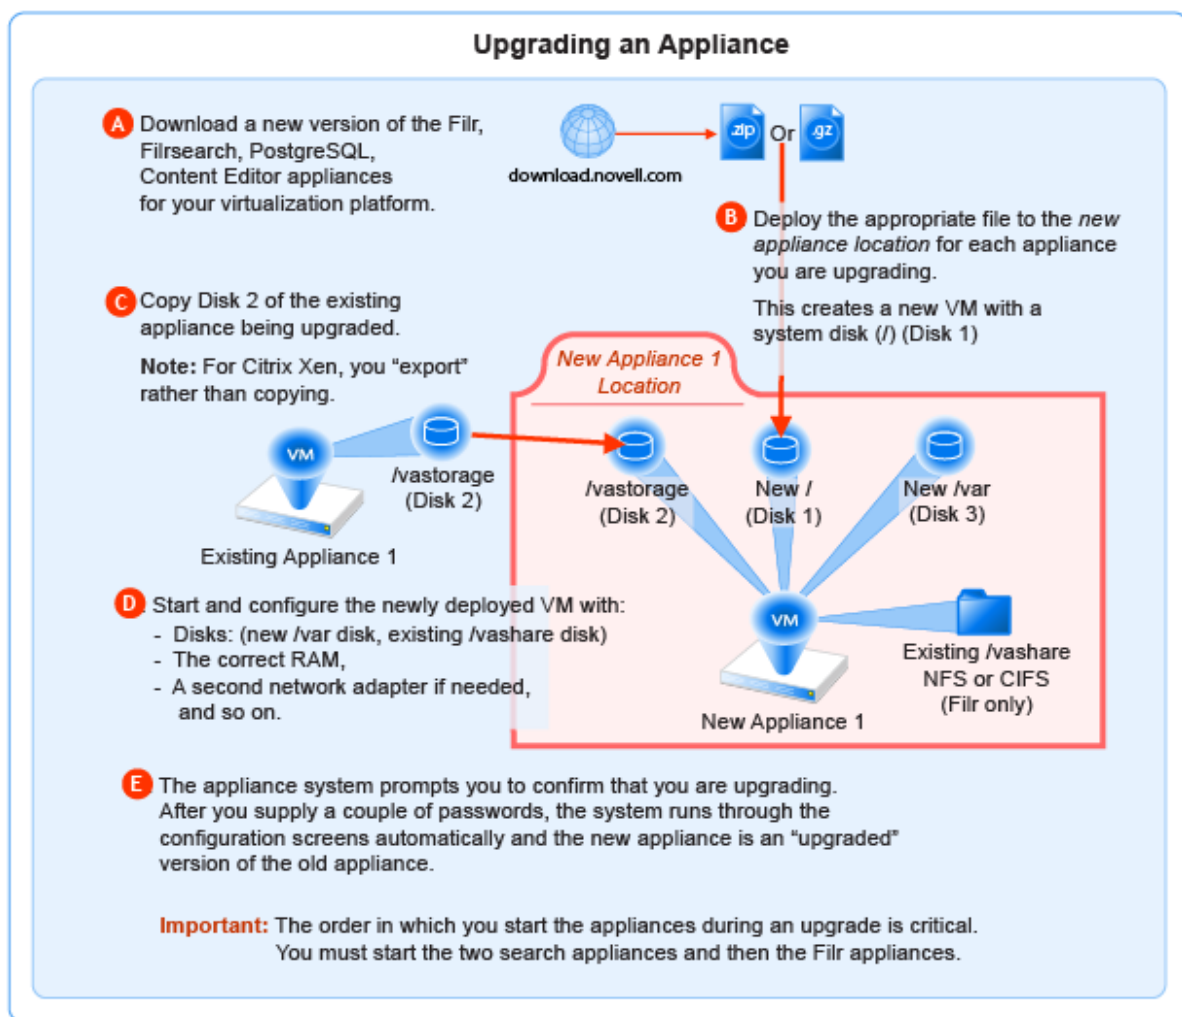 Upgrading an Appliance
A Download a new version of the Filr,
Filrsearch, PostgreSQL,
Content Editor appliances
for your virtualization platform.
download.novell.com
.zip Or .gz
B Deploy the appropriate file to the new
appliance location for each appliance
you are upgrading.
This creates a new VM with a
system disk (/) (Disk 1)
C Copy Disk 2 of the existing
appliance being upgraded.
Note: For Citrix Xen, you “export”
rather than copying.
VM
/vastorage
(Disk 2)
Existing Appliance 1
New Appliance 1
Location
/vastorage
(Disk 2)
New /
(Disk 1)
New /var
(Disk 3)
VM
New Appliance 1
Existing /vashare
NFS or CIFS
(Filr only)
D Start and configure the newly deployed VM with:
- Disks: (new /var disk, existing /vashare disk)
- The correct RAM,
- A second network adapter if needed,
and so on.
E The appliance system prompts you to confirm that you are upgrading.
After you supply a couple of passwords, the system runs through the
configuration screens automatically and the new appliance is an “upgraded”
version of the old appliance.
Important: The order in which you start the appliances during an upgrade is critical.
You must start the two search appliances and then the Filr appliances.